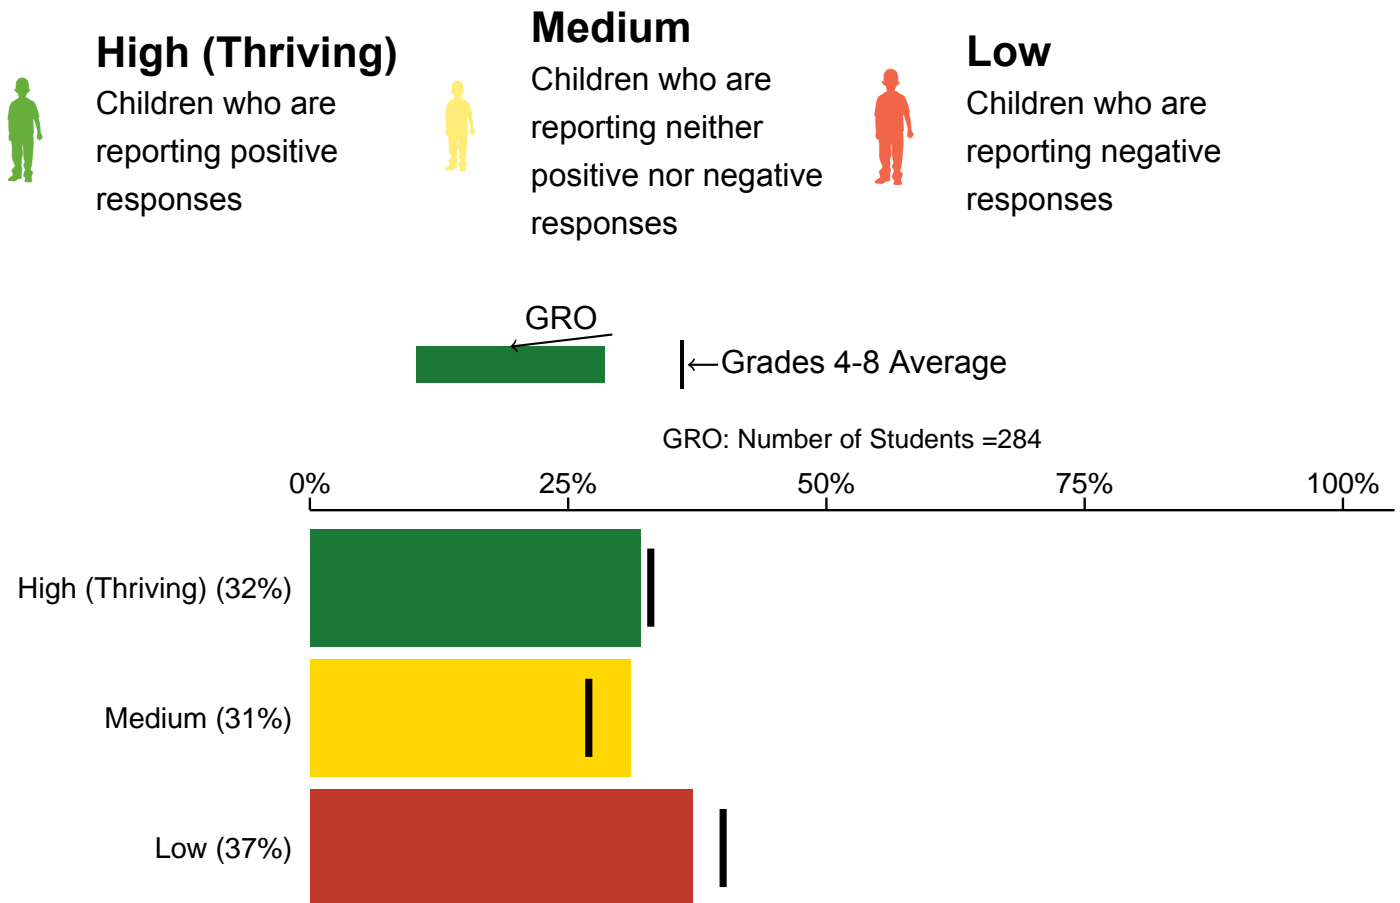 High (Thriving)
Children who are
reporting positive
responses
Medium
Children who are
reporting neither
positive nor negative
responses
Low
Children who are
reporting negative
responses
GRO
Grades 4-8 Average
GRO: Number of Students =284
0% 25% 50% 75% 100%
High (Thriving) (32%)
Medium (31%)
Low (37%)